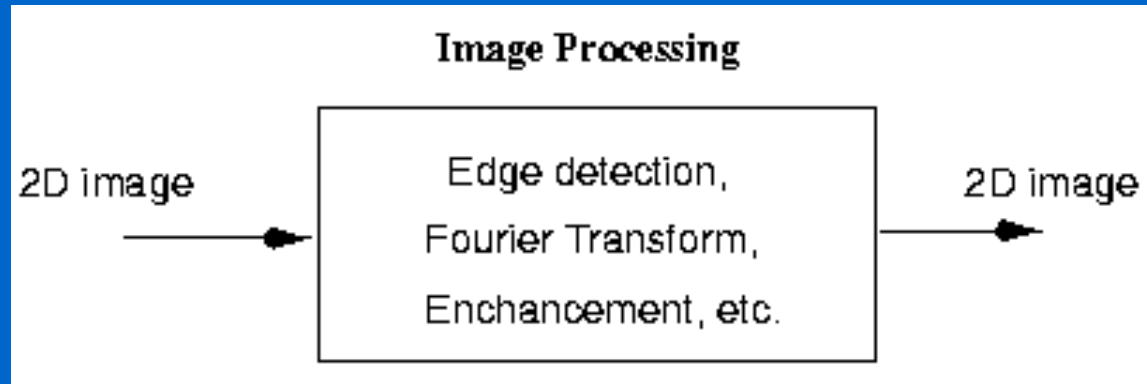 Image Processing
2D image
Edge detection,
Fourier Transform,
Enchancement, etc.
2D image